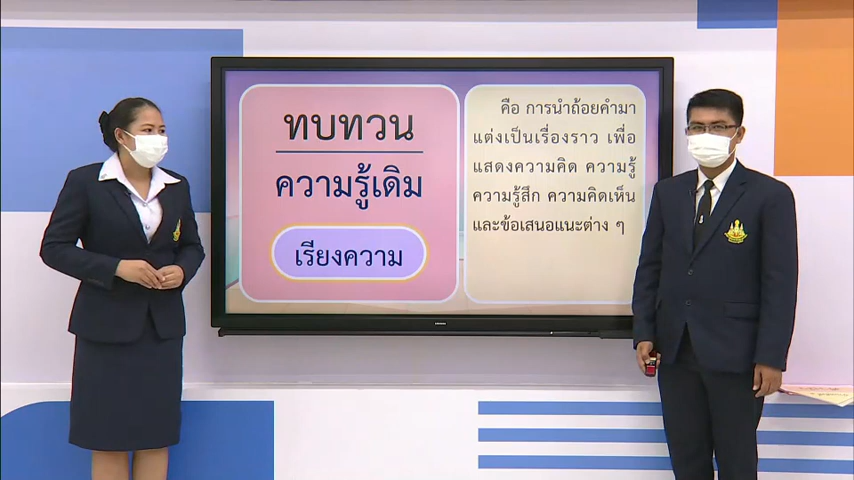 ทบทวน
ความรู้เดิม
เรียงความ
คือ การนำถ้อยคำมา
แต่งเป็นเรื่องราว เพื่อ
แสดงความคิด ความรู้
ความรู้สึก ความคิดเห็น
และข้อเสนอแนะต่าง ๆ